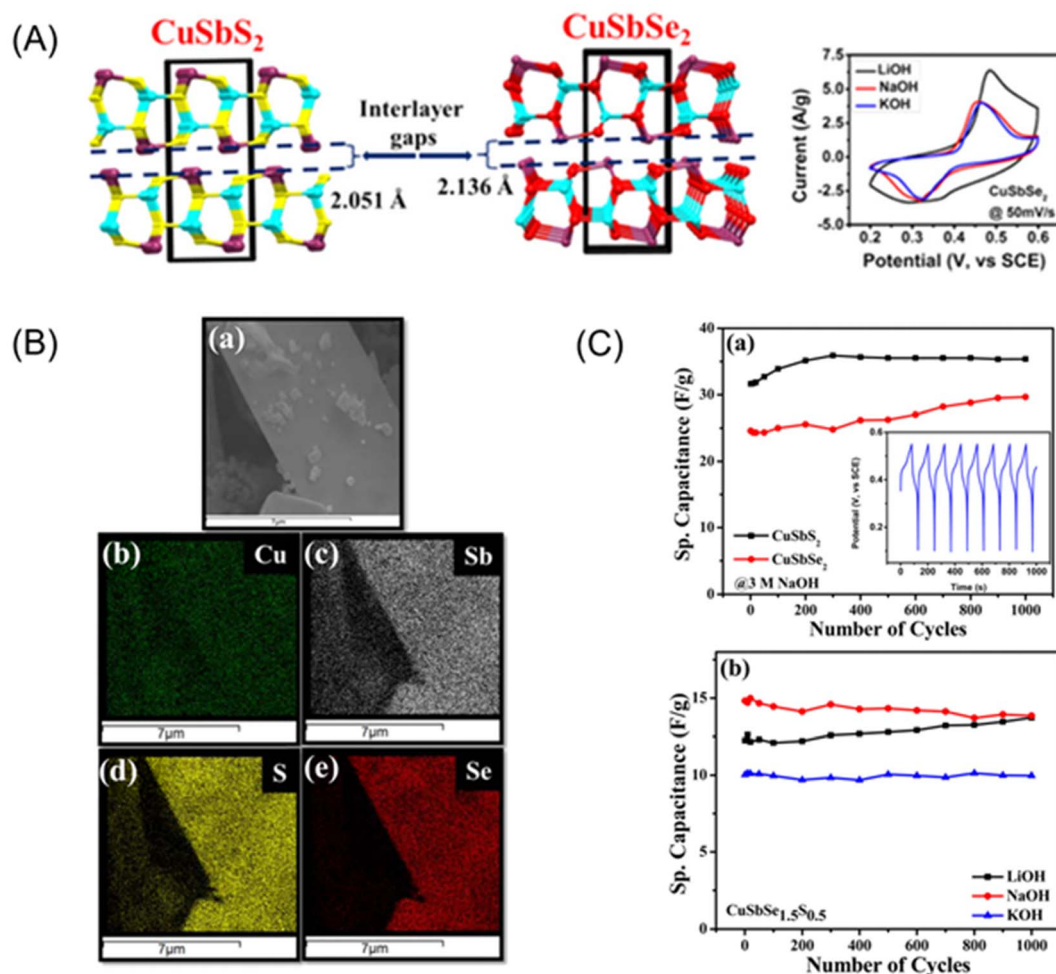 (A)
CuSbS2
CuSbSe2
Interlayer
gaps
2.051 Å
2.136 Å
7.5
5.0
2.5
0.0
-2.5
-5.0
Current (A/g)
LiOH
NaOH
KOH
CuSbSe2
@ 50mV/s
0.2 0.3 0.4 0.5 0.6
Potential (V, vs SCE)
(B)
(a)
7µm
(b)
Cu
7µm
(c)
Sb
7µm
(d)
S
7µm
(e)
Se
7µm
(C)
(a)
40
35
30
25
20
15
10
5
0
Sp. Capacitance (F/g)
0.6
0.4
0.2
Potential (V, vs SCE)
0 200 400 600 800 1000
Time (s)
CuSbS2
CuSbSe2
@3 M NaOH
0 200 400 600 800 1000
Number of Cycles
(b)
15
10
5
0
Sp. Capacitance (F/g)
LiOH
NaOH
KOH
CuSbSe1.5S0.5
0 200 400 600 800 1000
Number of Cycles